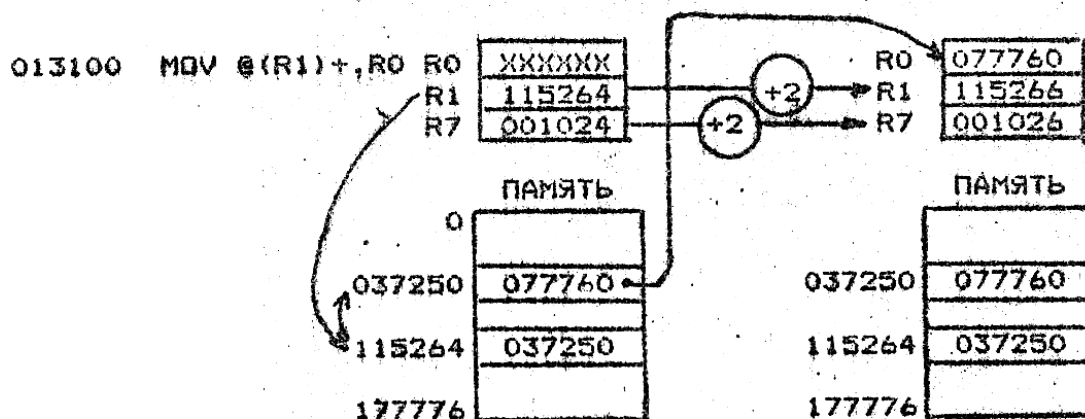 013100 MOV @(R1)+,R0 R0 XXXXXX R0 077760
R1 115264 +2 R1 115266
R7 001024 +2 R7 001026
ПАМЯТЬ ПАМЯТЬ
0
037250 077760 037250 077760
115264 037250 115264 037250
177776 177776